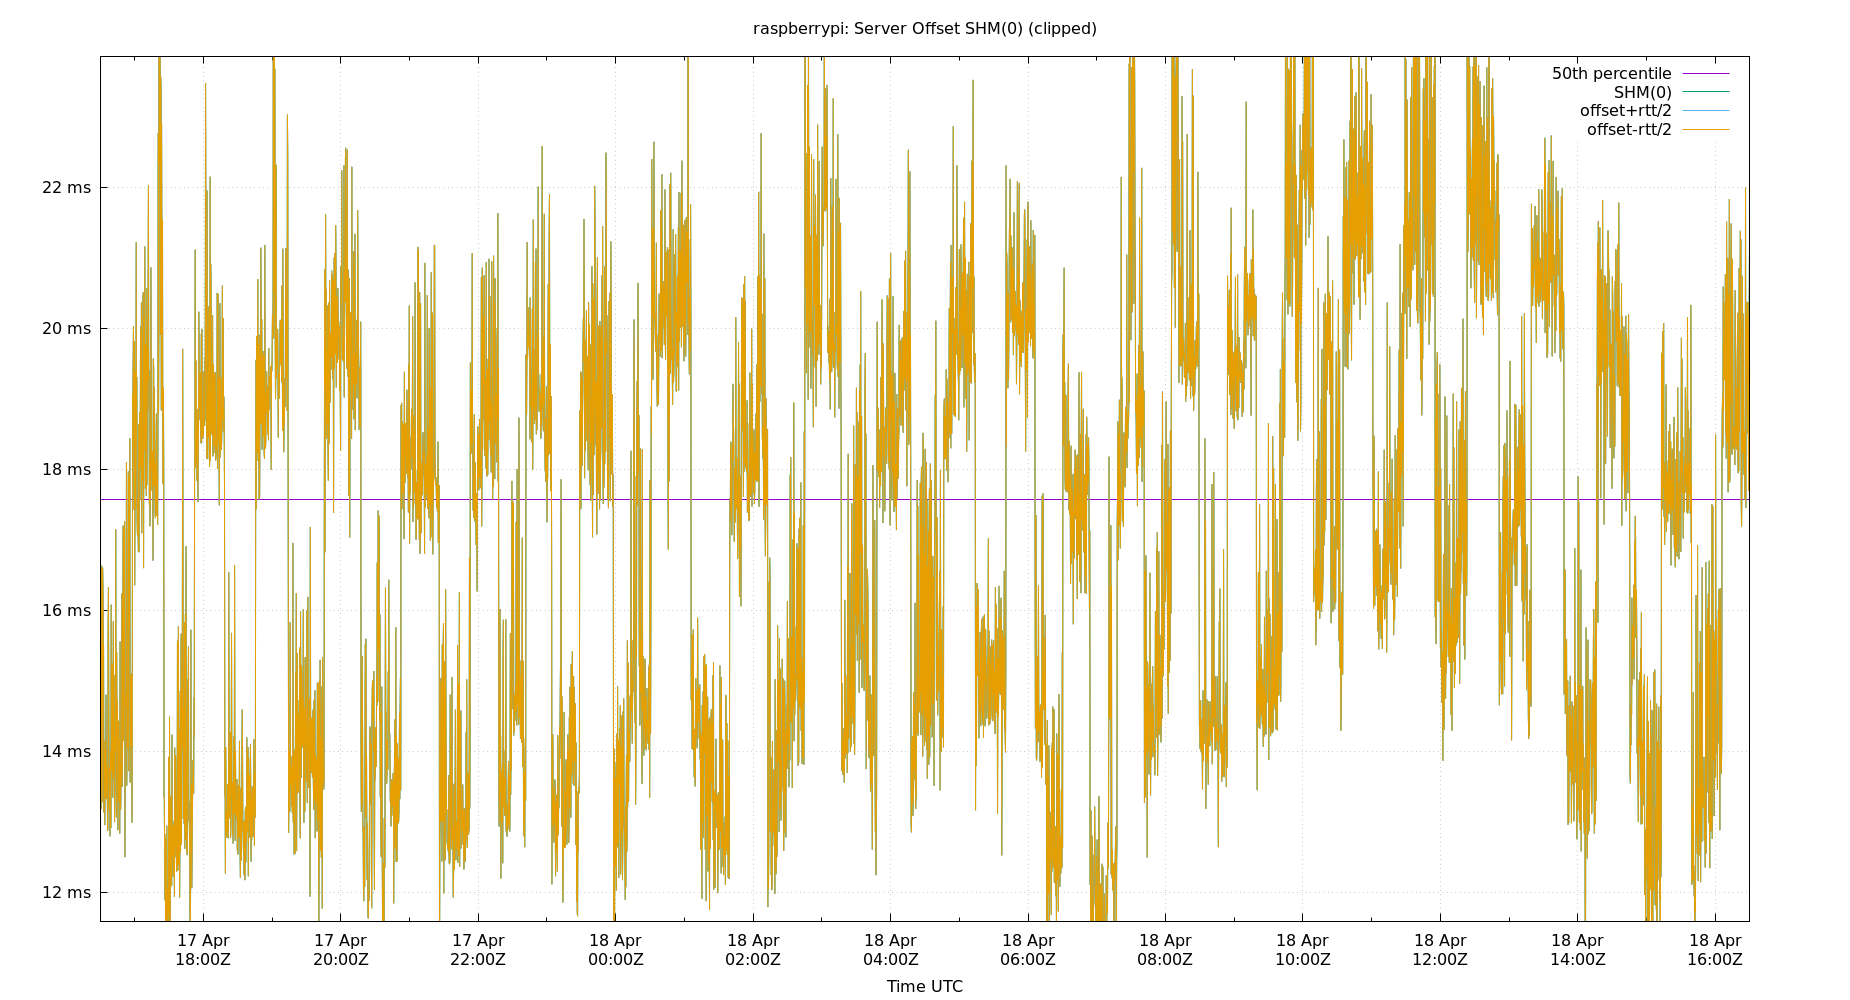 raspberrypi: Server Offset SHM(0) (clipped)
50th percentile
SHM(0)
offset+rtt/2
offset-rtt/2
22 ms
20 ms
18 ms
16 ms
14 ms
12 ms
17 Apr 17 Apr 17 Apr 18 Apr 18 Apr 18 Apr 18 Apr 18 Apr 18 Apr 18 Apr 18 Apr 18 Apr
18:00Z 20:00Z 22:00Z 00:00Z 02:00Z 04:00Z 06:00Z 08:00Z 10:00Z 12:00Z 14:00Z 16:00Z
Time UTC